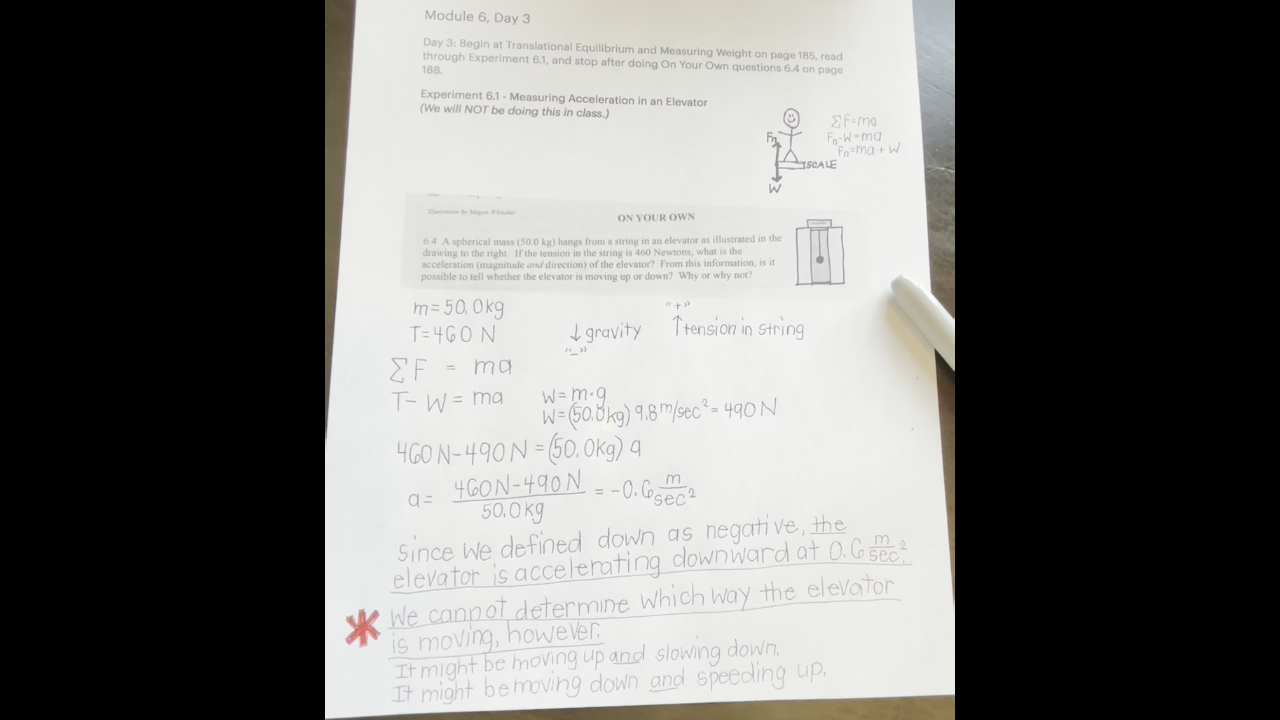 Module 6, Day 3
Day 3: Begin at Translational Equilibrium and Measuring Weight on page 185, read
through Experiment 6.1, and stop after doing On Your Own questions 6.4 on page
188.
Experiment 6.1 - Measuring Acceleration in an Elevator
(We will NOT be doing this in class.)
ΣF=ma
Fn-W=ma
Fn=ma + W
Fn
SCALE
W
Illustration by Megan Whitaker
ON YOUR OWN
6.4 A spherical mass (50.0 kg) hangs from a string in an elevator as illustrated in the
drawing to the right. If the tension in the string is 460 Newtons, what is the
acceleration (magnitude and direction) of the elevator? From this information, is it
possible to tell whether the elevator is moving up or down? Why or why not?
m=50.0kg
"+"
T=460 N ↓gravity ↑tension in string
"-"
ΣF = ma
T- W = ma W= m·g
W=(50.0kg) 9.8 m/sec² = 490 N
460N-490N=(50.0kg) a
a= 460N-490N / 50.0kg = -0.6 m/sec²
Since we defined down as negative, the
elevator is accelerating downward at 0.6 m/sec².
* We cannot determine which way the elevator
is moving, however.
It might be moving up and slowing down.
It might be moving down and speeding up.